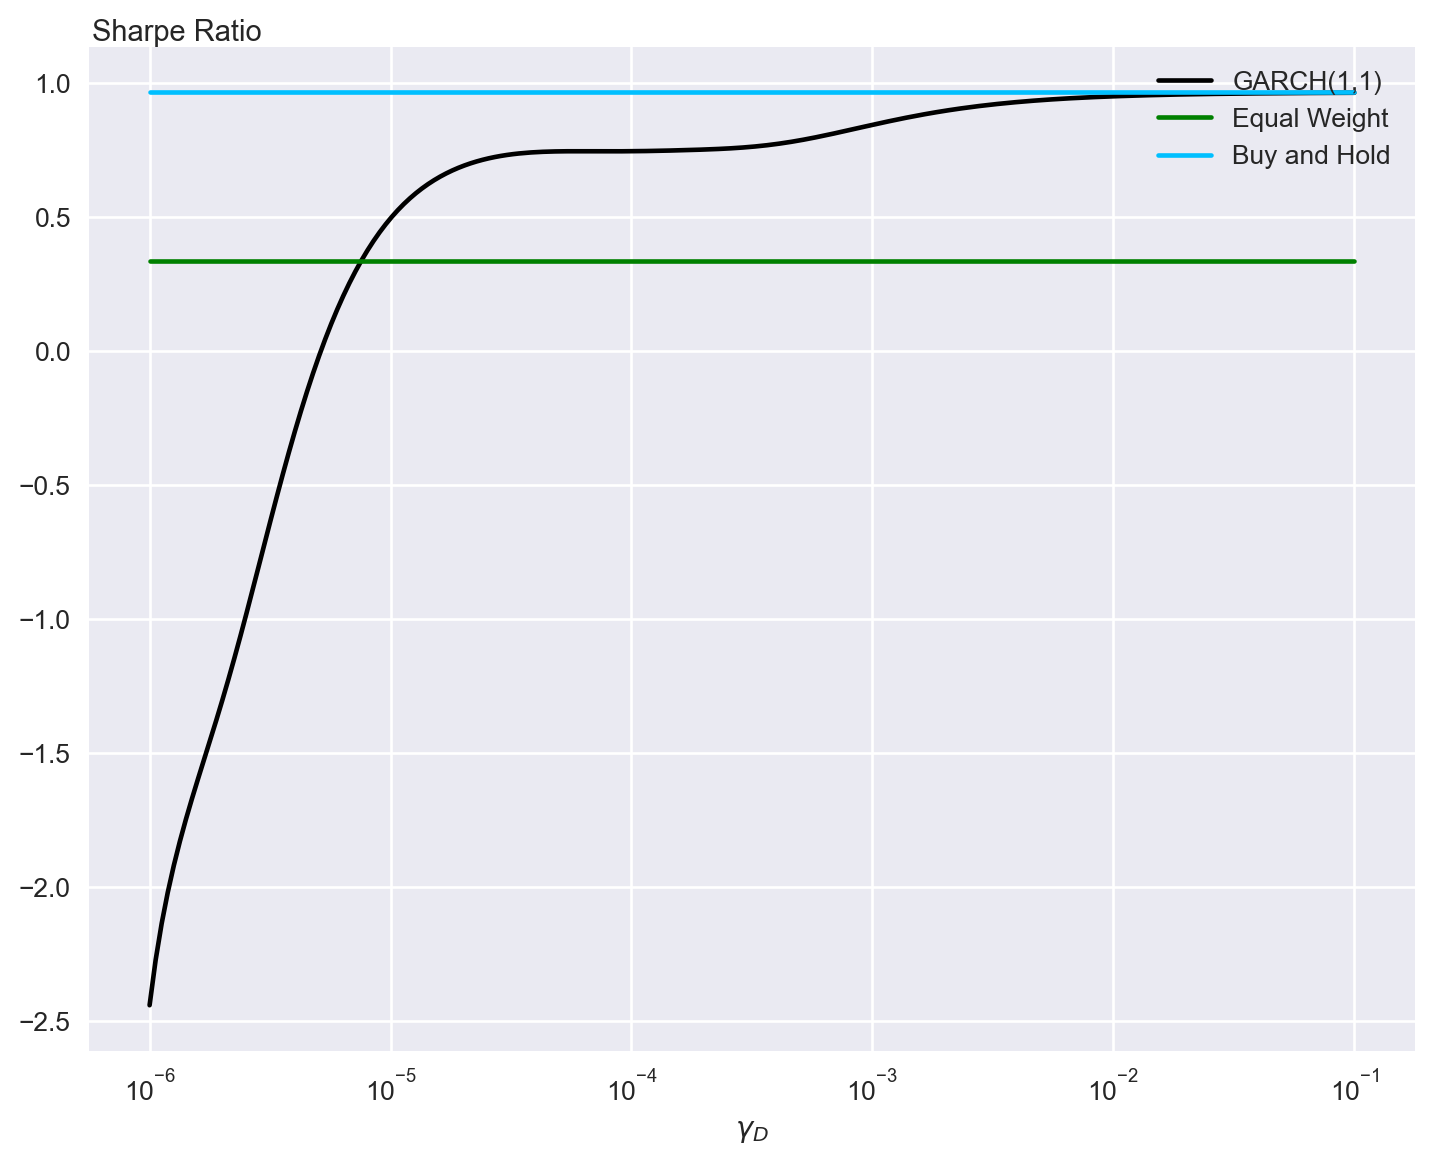 Sharpe Ratio
1.0
0.5
0.0
−0.5
−1.0
−1.5
−2.0
−2.5
GARCH(1,1)
Equal Weight
Buy and Hold
10⁻⁶ 10⁻⁵ 10⁻⁴ 10⁻³ 10⁻² 10⁻¹
γ_D